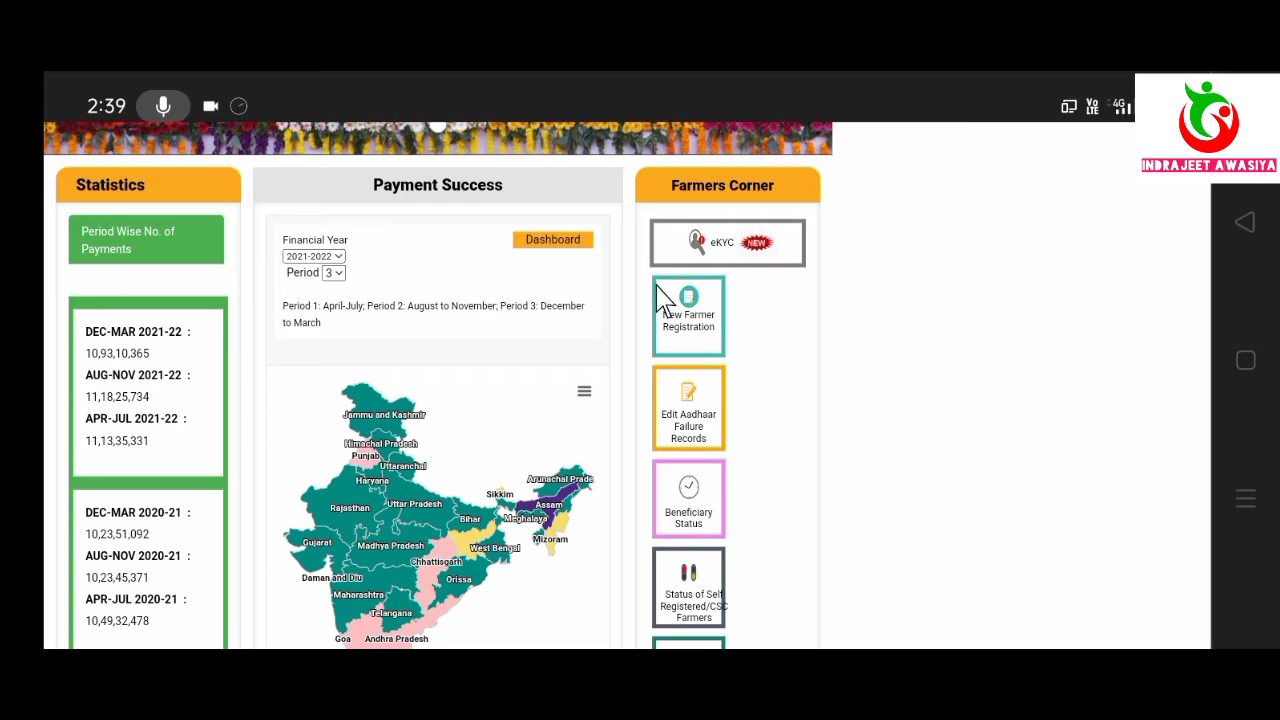 2:39
Vo
LTE
4G
INDRAJEET AWASIYA
Statistics
Period Wise No. of
Payments
DEC-MAR 2021-22 :
10,93,10,365
AUG-NOV 2021-22 :
11,18,25,734
APR-JUL 2021-22 :
11,13,35,331
DEC-MAR 2020-21 :
10,23,51,092
AUG-NOV 2020-21 :
10,23,45,371
APR-JUL 2020-21 :
10,49,32,478
Payment Success
Financial Year
Dashboard
2021-2022
Period 3
Period 1: April-July; Period 2: August to November; Period 3: December
to March
Jammu and Kashmir
Himachal Pradesh
Punjab
Uttaranchal
Haryana
Arunachal Prade
Sikkim
Rajasthan
Uttar Pradesh
Assam
Bihar
Meghalaya
Mizoram
Gujarat
Madhya Pradesh
West Bengal
Chhattisgarh
Daman and Diu
Orissa
Maharashtra
Telangana
Goa
Andhra Pradesh
Farmers Corner
eKYC NEW
New Farmer
Registration
Edit Aadhaar
Failure
Records
Beneficiary
Status
Status of Self
Registered/CSC
Farmers